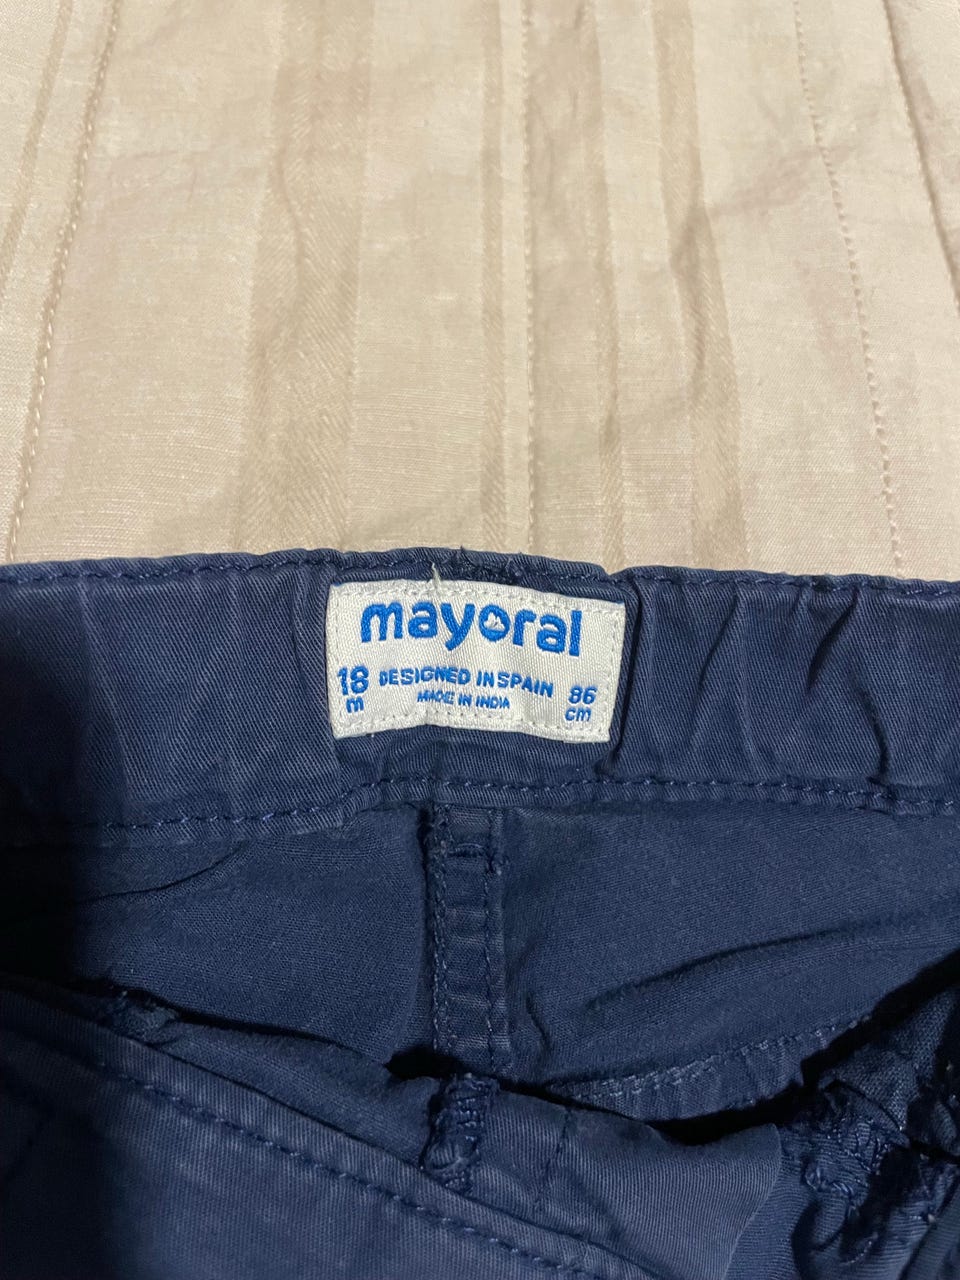 mayoral
18 DESIGNED IN SPAIN 86
m MADE IN INDIA cm